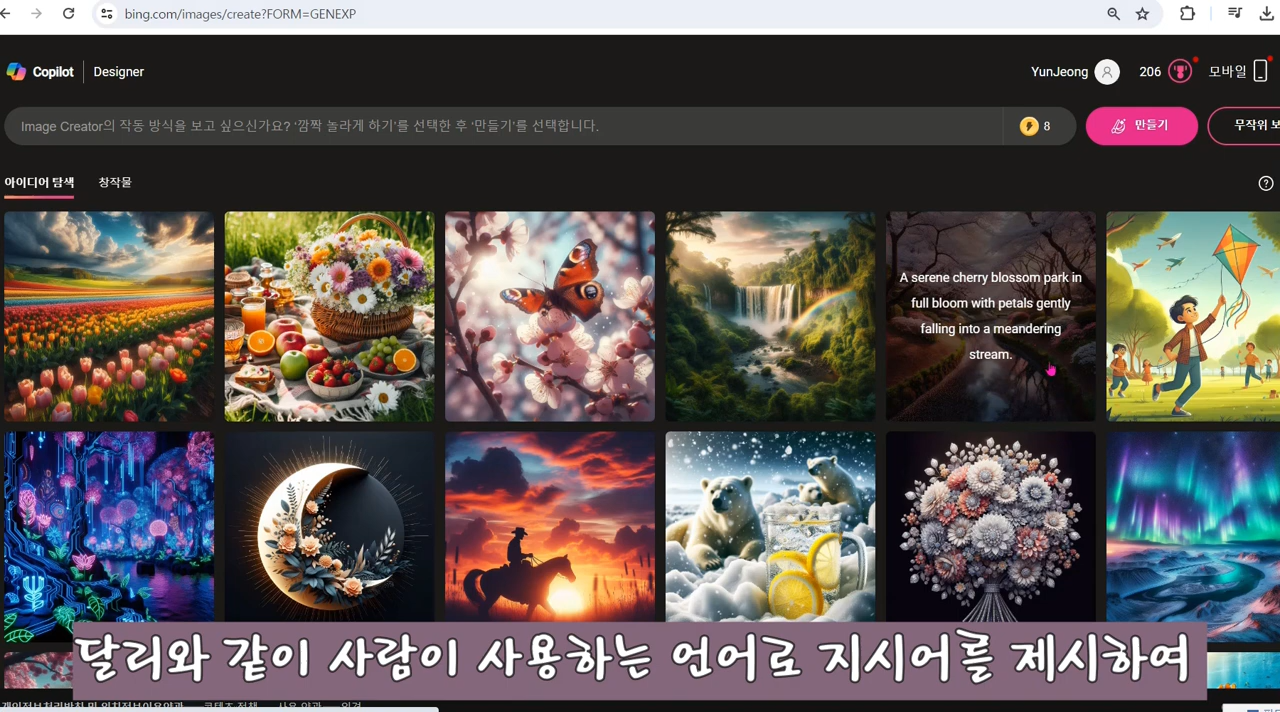 bing.com/images/create?FORM=GENEXP
Copilot
Designer
YunJeong
206
모바일
Image Creator의 작동 방식을 보고 싶으신가요? '깜짝 놀라게 하기'를 선택한 후 '만들기'를 선택합니다.
8
만들기
무작위
아이디어 탐색
창작물
A serene cherry blossom park in
full bloom with petals gently
falling into a meandering
stream.
달리와 같이 사람이 사용하는 언어로 지시어를 제시하여